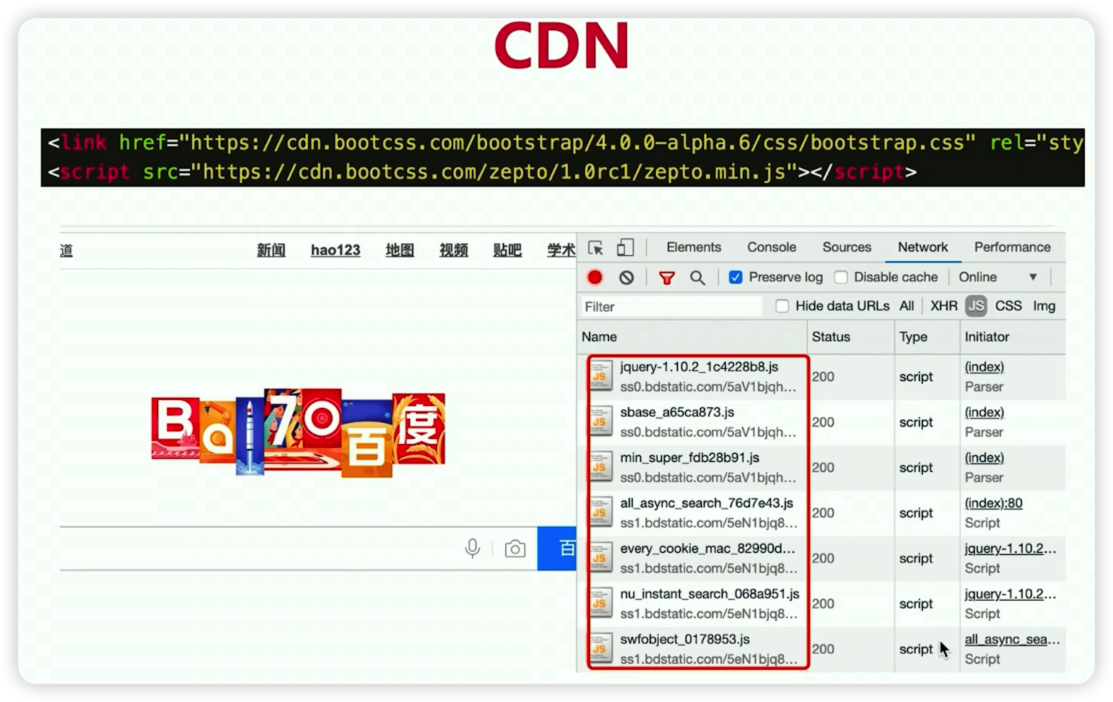 CDN
<link href="https://cdn.bootcss.com/bootstrap/4.0.0-alpha.6/css/bootstrap.css" rel="sty
<script src="https://cdn.bootcss.com/zepto/1.0rc1/zepto.min.js"></script>
道 新闻 hao123 地图 视频 贴吧 学术
Elements Console Sources Network Performance
Preserve log Disable cache Online
Filter Hide data URLs All XHR JS CSS Img
Name Status Type Initiator
jquery-1.10.2_1c4228b8.js
ss0.bdstatic.com/5aV1bjqh...
200 script (index)
Parser
sbase_a65ca873.js
ss0.bdstatic.com/5aV1bjqh...
200 script (index)
Parser
min_super_fdb28b91.js
ss0.bdstatic.com/5aV1bjqh...
200 script (index)
Parser
all_async_search_76d7e43.js
ss1.bdstatic.com/5eN1bjq8...
200 script (index):80
Script
every_cookie_mac_82990d...
ss1.bdstatic.com/5eN1bjq8...
200 script jquery-1.10.2...
Script
nu_instant_search_068a951.js
ss1.bdstatic.com/5eN1bjq8...
200 script jquery-1.10.2...
Script
swfobject_0178953.js
ss1.bdstatic.com/5eN1bjq8...
200 script all_async_sea...
Script
Bai70百度
百